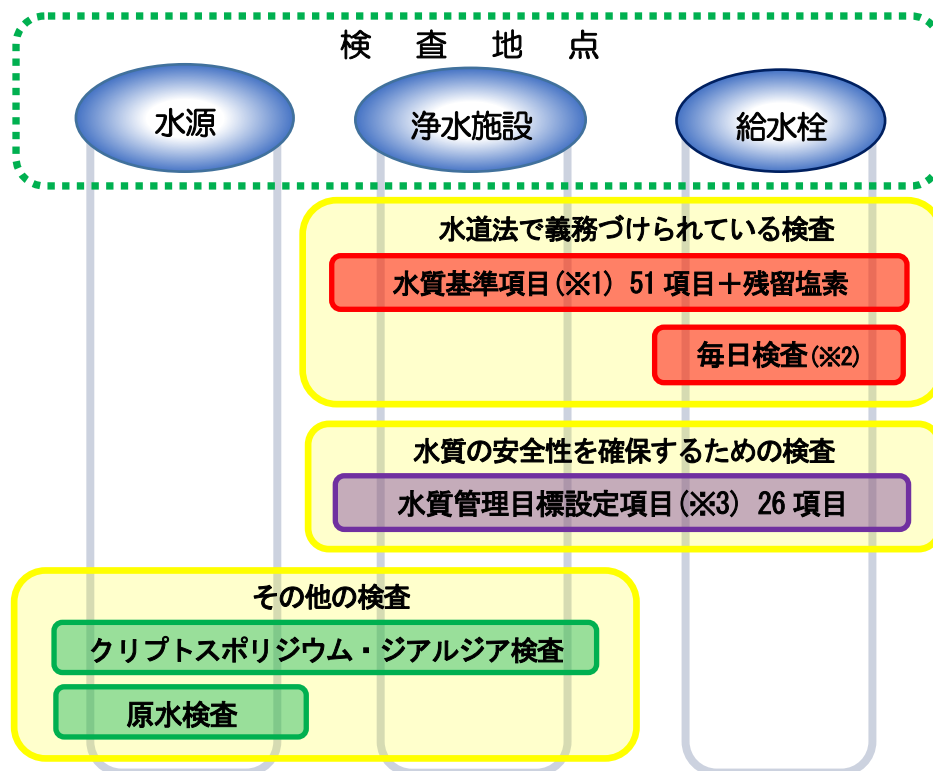 検 査 地 点
水源
浄水施設
給水栓
水道法で義務づけられている検査
水質基準項目(※1) 51 項目＋残留塩素
毎日検査(※2)
水質の安全性を確保するための検査
水質管理目標設定項目(※3) 26 項目
その他の検査
クリプトスポリジウム・ジアルジア検査
原水検査